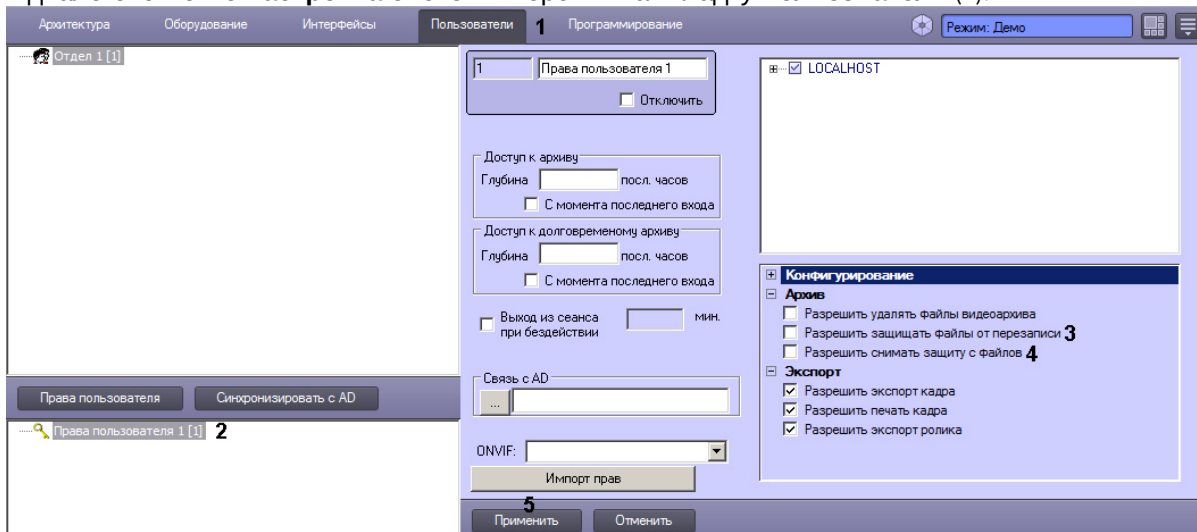 Архитектура Оборудование Интерфейсы Пользователи 1 Программирование Режим: Демо
Отдел 1 [1]
Права пользователя Синхронизировать с AD
Права пользователя 1 [1] 2
1 Права пользователя 1
Отключить
Доступ к архиву
Глубина посл. часов
С момента последнего входа
Доступ к долговременому архиву
Глубина посл. часов
С момента последнего входа
Выход из сеанса мин.
при бездействии
Связь с AD
...
ONVIF:
Импорт прав
LOCALHOST
Конфигурирование
Архив
Разрешить удалять файлы видеоархива
Разрешить защищать файлы от перезаписи 3
Разрешить снимать защиту с файлов 4
Экспорт
Разрешить экспорт кадра
Разрешить печать кадра
Разрешить экспорт ролика
5
Применить Отменить